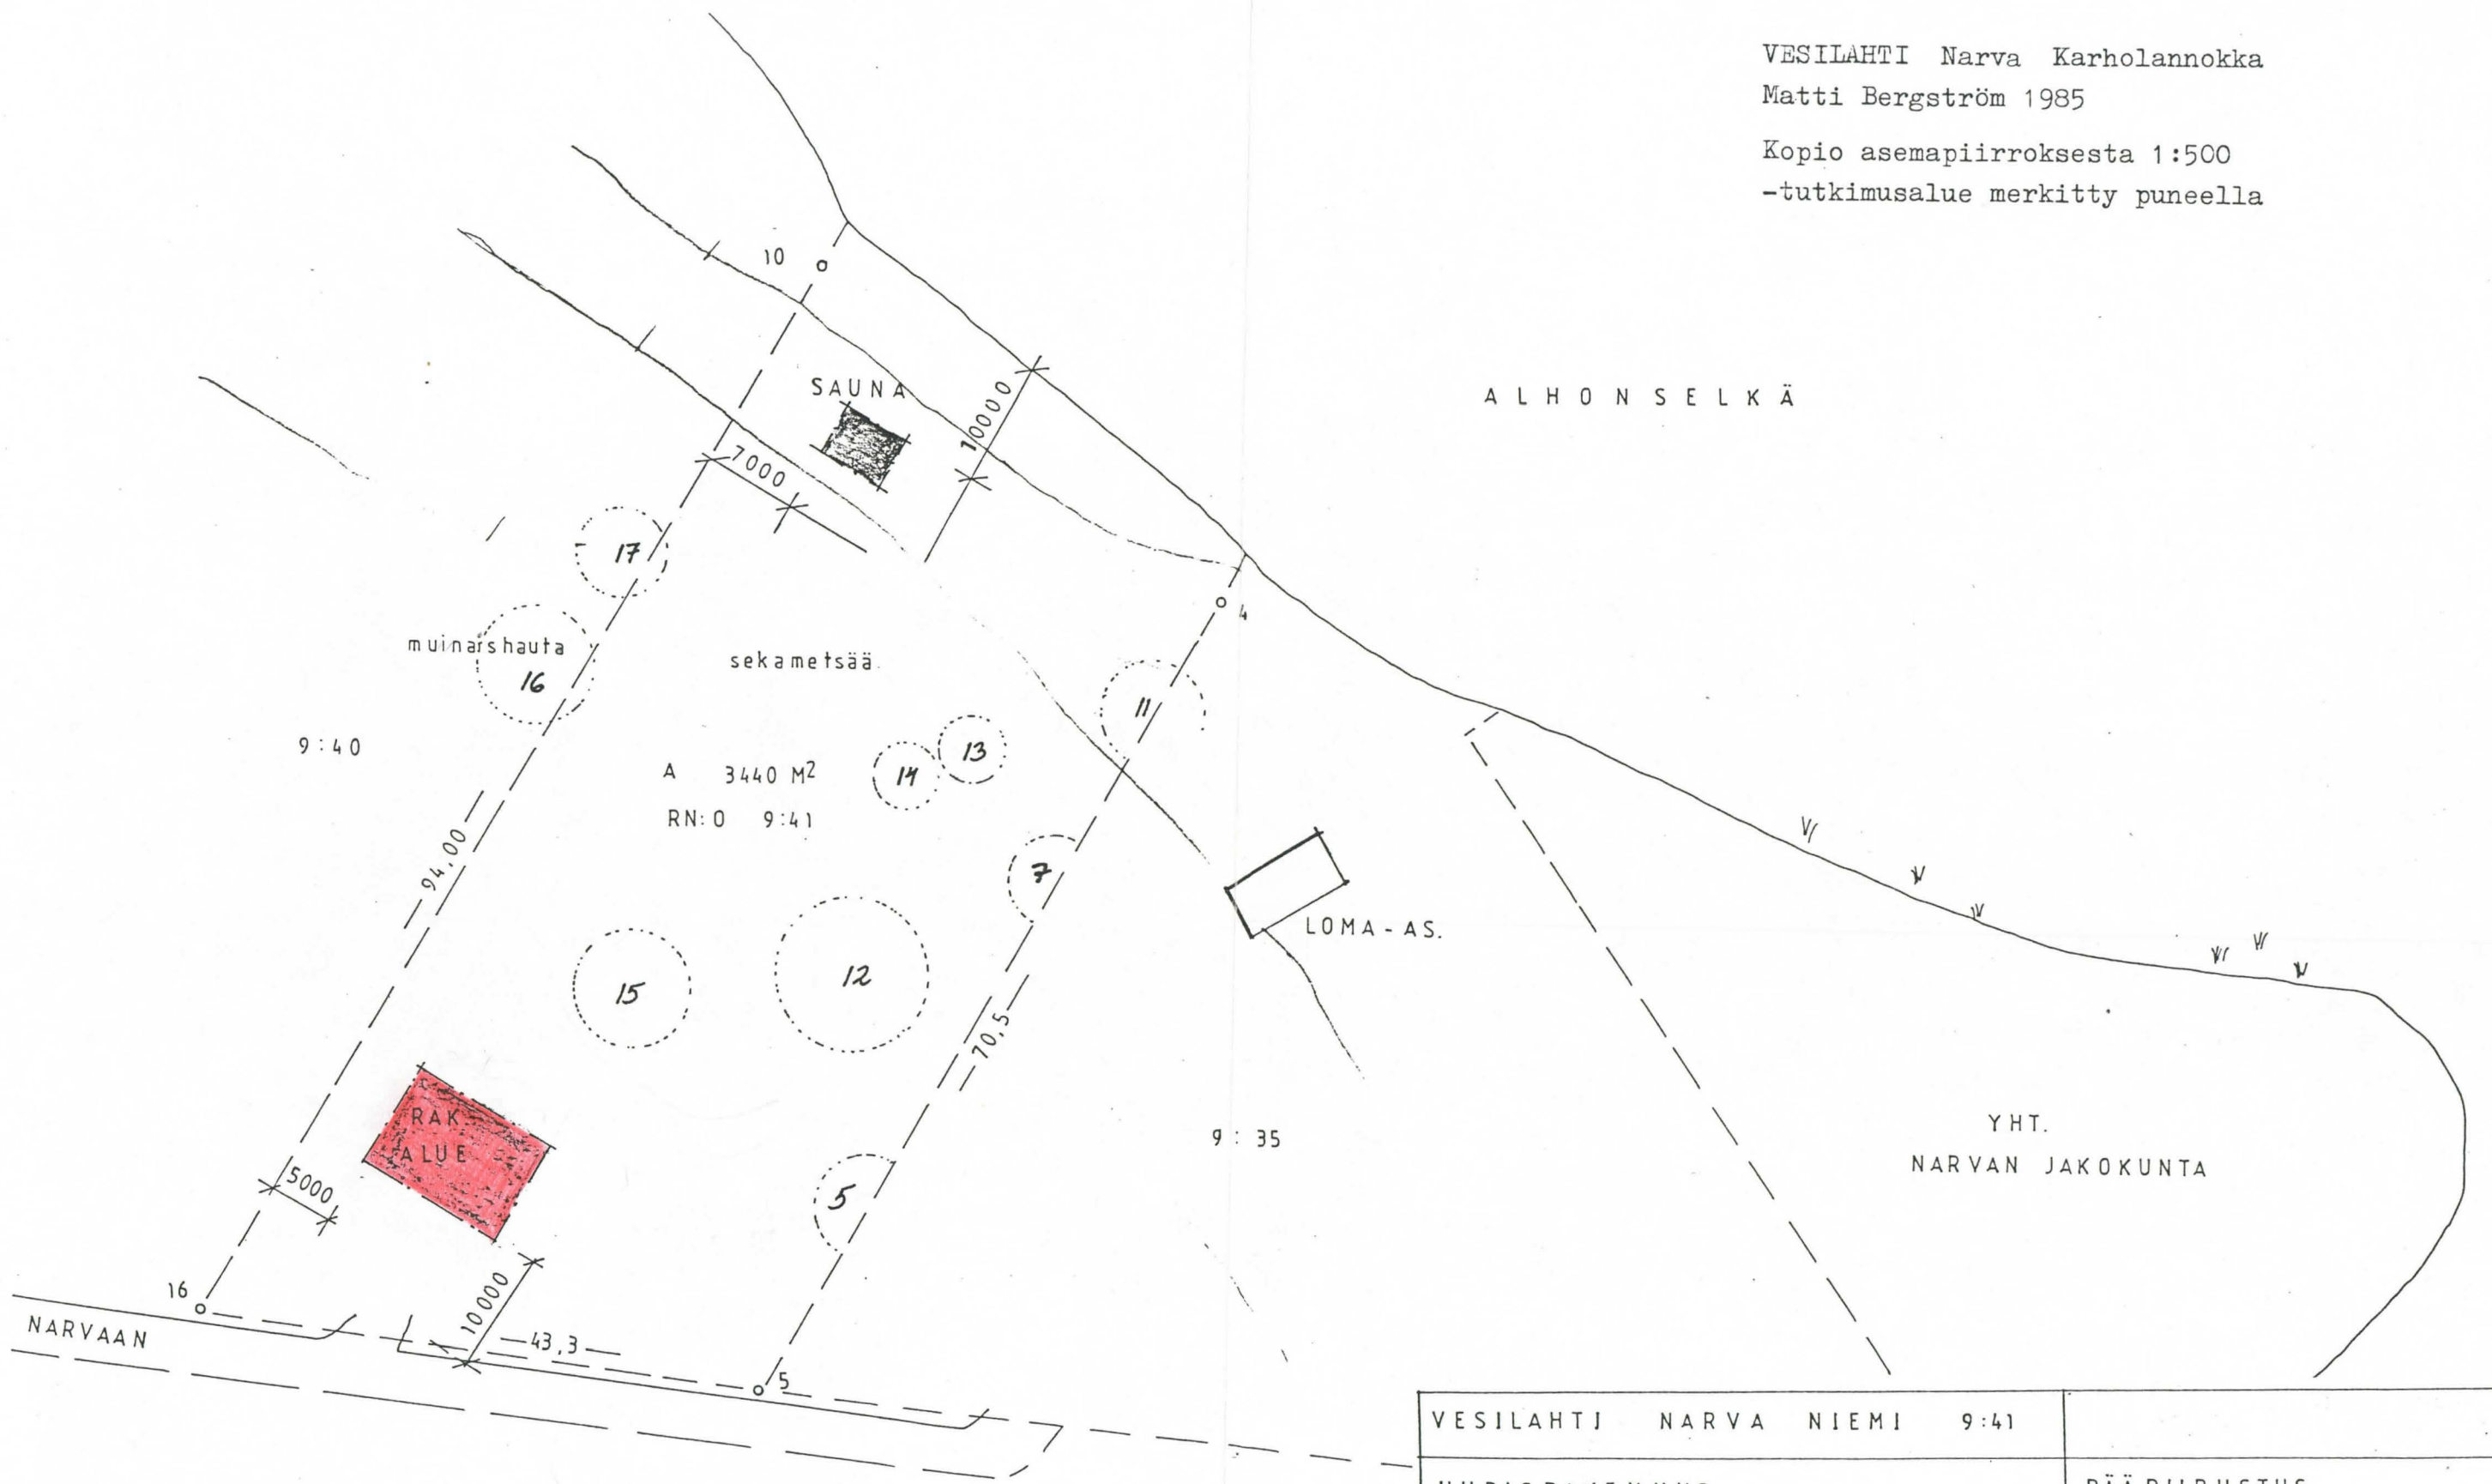 VESILAHTI Narva Karholannokka
Matti Bergström 1985
Kopio asemapiirroksesta 1:500
-tutkimusalue merkitty puneella
10
SAUNA
10000
ALHONSELKÄ
7000
17
4
muinaishauta
16
sekametsää
11
9:40
13
14
A 3440 M2
RN:O 9:41
94,00
7
LOMA-AS.
15
12
70,5
RAK.
ALUE
9:35
YHT.
NARVAN JAKOKUNTA
5000
5
16
10000
NARVAAN
43,3
5
VESILAHTI NARVA NIEMI 9:41